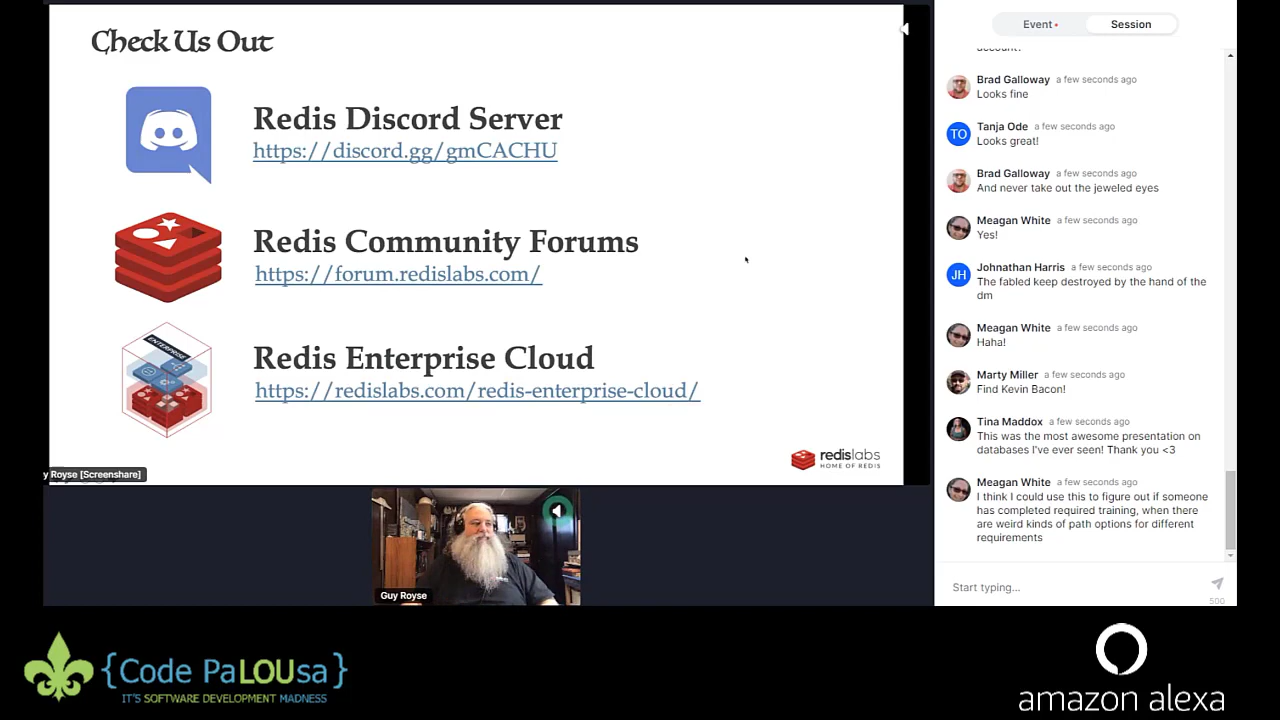 Check Us Out
Redis Discord Server
https://discord.gg/gmCACHU
Redis Community Forums
https://forum.redislabs.com/
ENTERPRISE
Redis Enterprise Cloud
https://redislabs.com/redis-enterprise-cloud/
redislabs
HOME OF REDIS
y Royse [Screenshare]
Guy Royse
Event
Session
account?
Brad Galloway a few seconds ago
Looks fine
TO
Tanja Ode a few seconds ago
Looks great!
Brad Galloway a few seconds ago
And never take out the jeweled eyes
Meagan White a few seconds ago
Yes!
JH
Johnathan Harris a few seconds ago
The fabled keep destroyed by the hand of the
dm
Meagan White a few seconds ago
Haha!
Marty Miller a few seconds ago
Find Kevin Bacon!
Tina Maddox a few seconds ago
This was the most awesome presentation on
databases I've ever seen! Thank you <3
Meagan White a few seconds ago
I think I could use this to figure out if someone
has completed required training, when there
are weird kinds of path options for different
requirements
Start typing...
500
{Code PaLOUsa}
IT'S SOFTWARE DEVELOPMENT MADNESS
amazon alexa